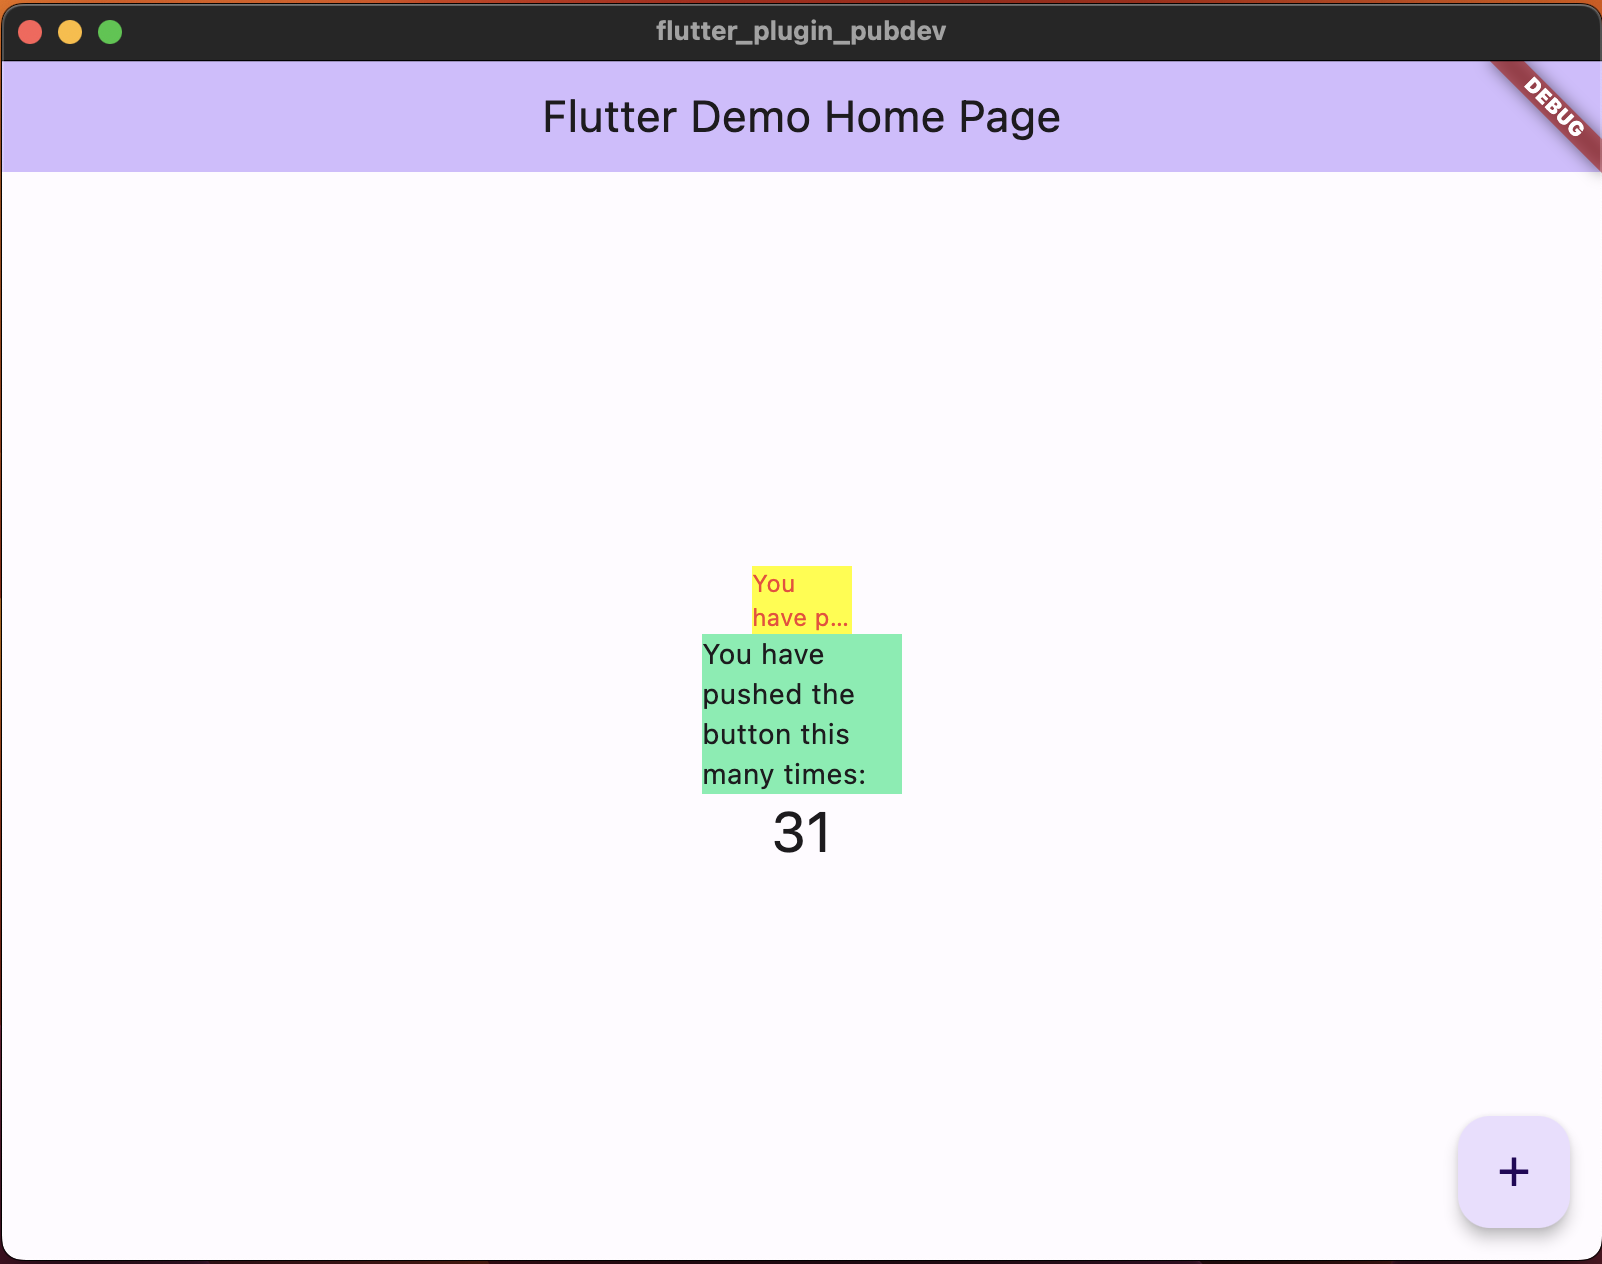 flutter_plugin_pubdev
Flutter Demo Home Page
DEBUG
You
have p...
You have
pushed the
button this
many times:
31
+